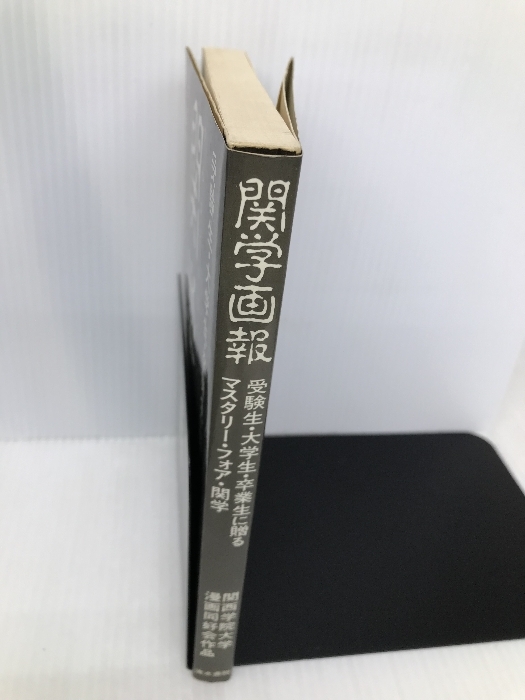 関学画報
受験生・大学生・卒業生に贈る
マスタリー・フォア・関学
関西学院大学
漫画同好会作品